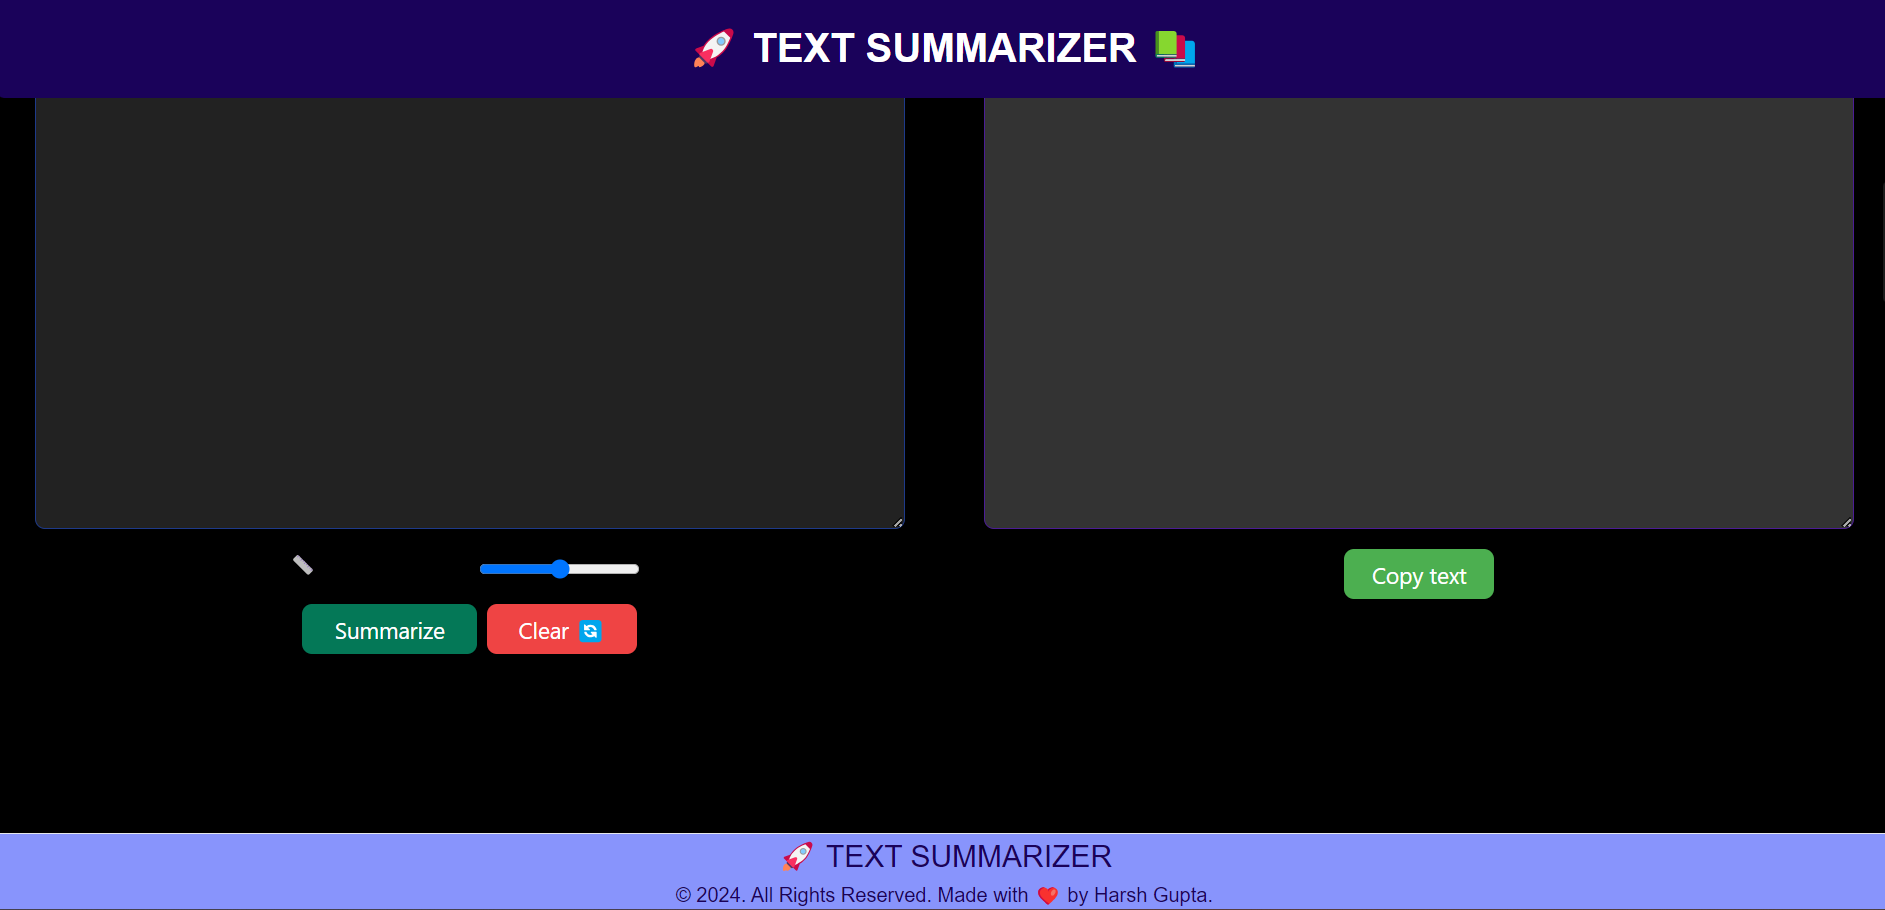 🚀 TEXT SUMMARIZER 📚
Summarize
Clear 🔄
Copy text
🚀 TEXT SUMMARIZER
© 2024. All Rights Reserved. Made with ❤️ by Harsh Gupta.